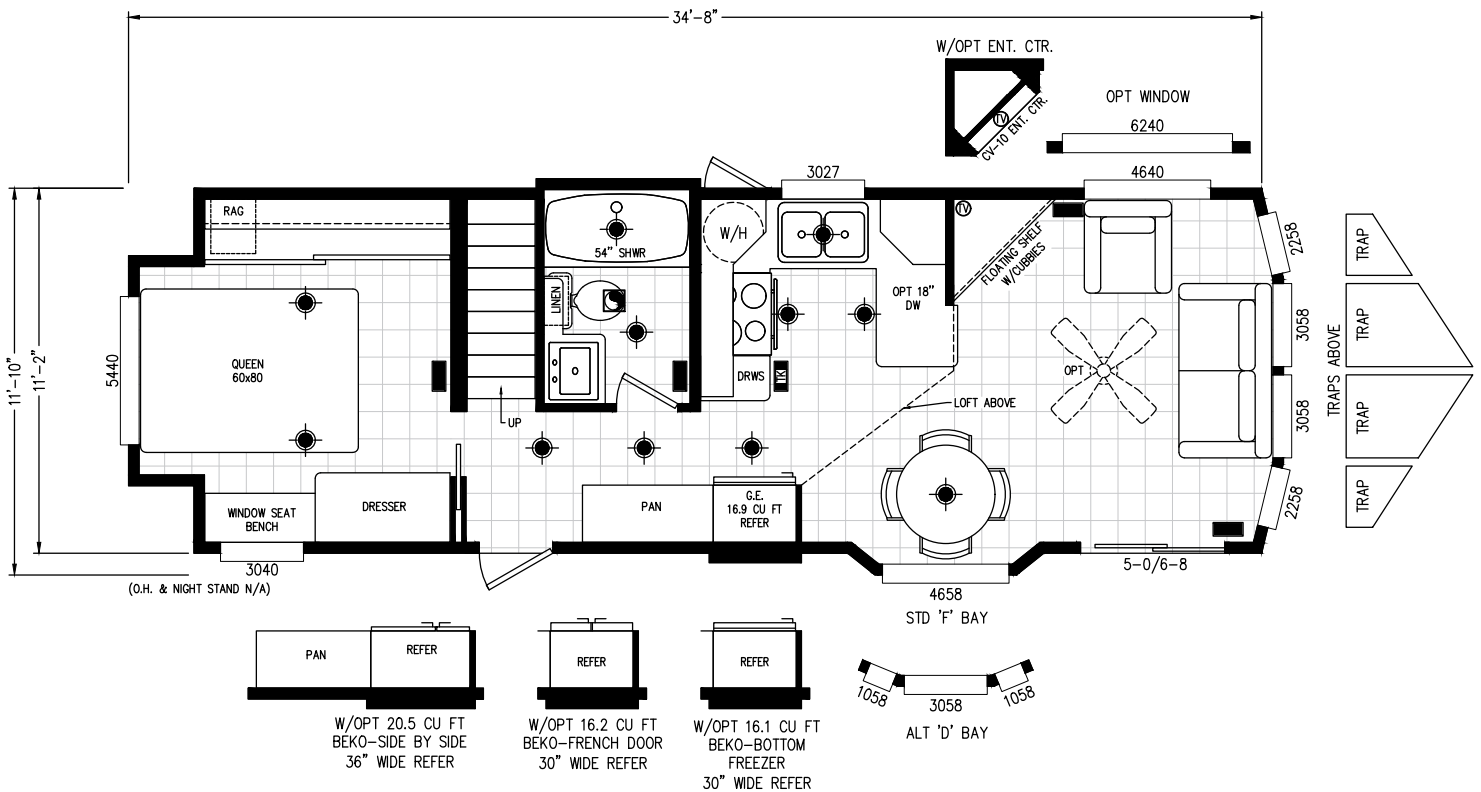 34'-8"
W/OPT ENT. CTR.
TV
CV-10 ENT. CTR.
OPT WINDOW
6240
3027
4640
RAG
54" SHWR
W/H
TV
FLOATING SHELF
W/CUBBIES
2258
TRAP
LINEN
OPT 18"
DW
QUEEN
60x80
5440
11'-10"
11'-2"
DRWS
TK
OPT
3058
TRAP
TRAPS ABOVE
UP
LOFT ABOVE
3058
TRAP
WINDOW SEAT
BENCH
DRESSER
PAN
G.E.
16.9 CU FT
REFER
2258
TRAP
3040
5-0/6-8
(O.H. & NIGHT STAND N/A)
4658
STD 'F' BAY
PAN
REFER
REFER
REFER
1058
3058
1058
ALT 'D' BAY
W/OPT 20.5 CU FT
BEKO-SIDE BY SIDE
36" WIDE REFER
W/OPT 16.2 CU FT
BEKO-FRENCH DOOR
30" WIDE REFER
W/OPT 16.1 CU FT
BEKO-BOTTOM
FREEZER
30" WIDE REFER